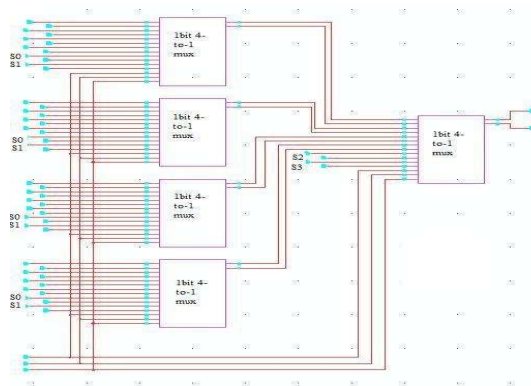 1bit 4-
to-1
mux
S0
S1
1bit 4-
to-1
mux
S0
S1
1bit 4-
to-1
mux
S2
S3
1bit 4-
to-1
mux
S0
S1
1bit 4-
to-1
mux
S0
S1